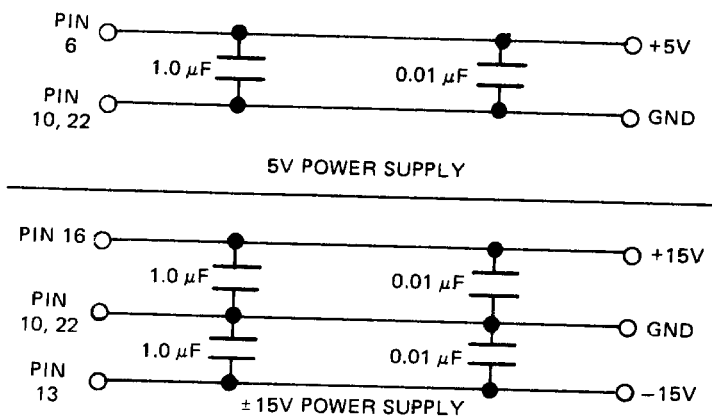 PIN
6
1.0 μF
0.01 μF
+5V
PIN
10, 22
GND
5V POWER SUPPLY
PIN 16
1.0 μF
0.01 μF
+15V
PIN
10, 22
GND
1.0 μF
0.01 μF
PIN
13
−15V
±15V POWER SUPPLY